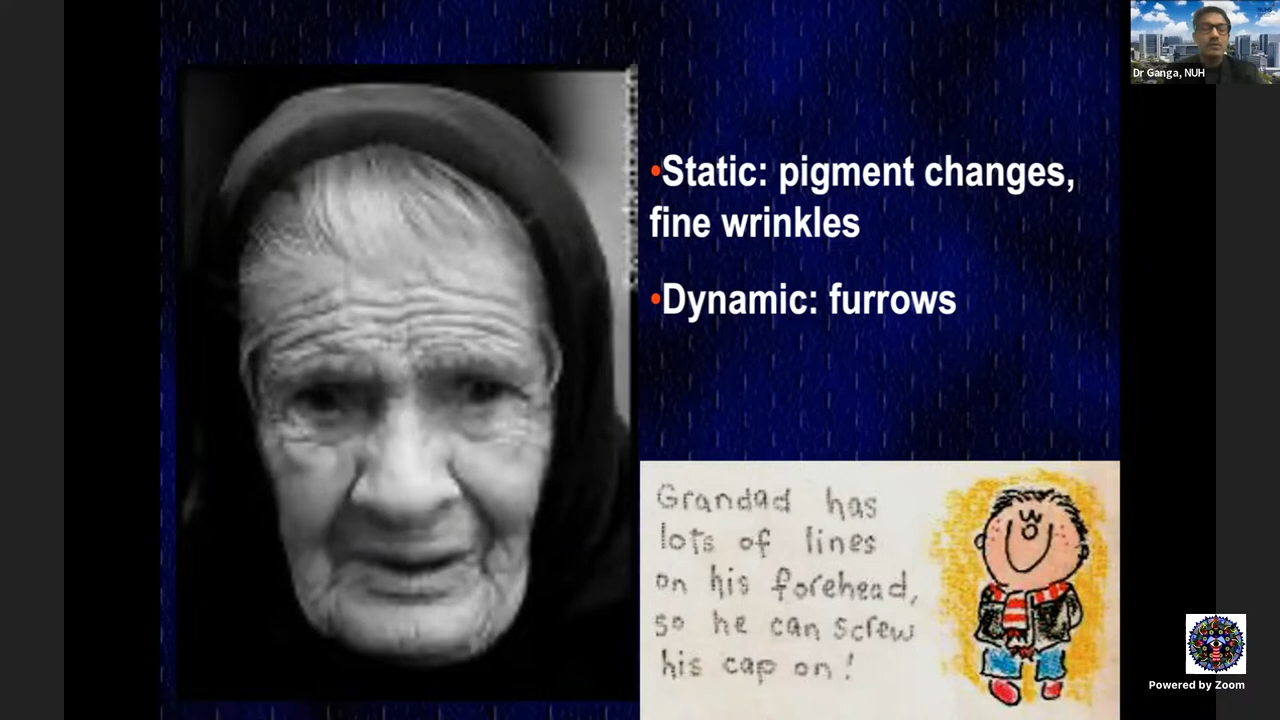 •Static: pigment changes,
fine wrinkles
•Dynamic: furrows
Grandad has
lots of lines
on his forehead,
so he can screw
his cap on!
Dr Ganga, NUH
Powered by Zoom